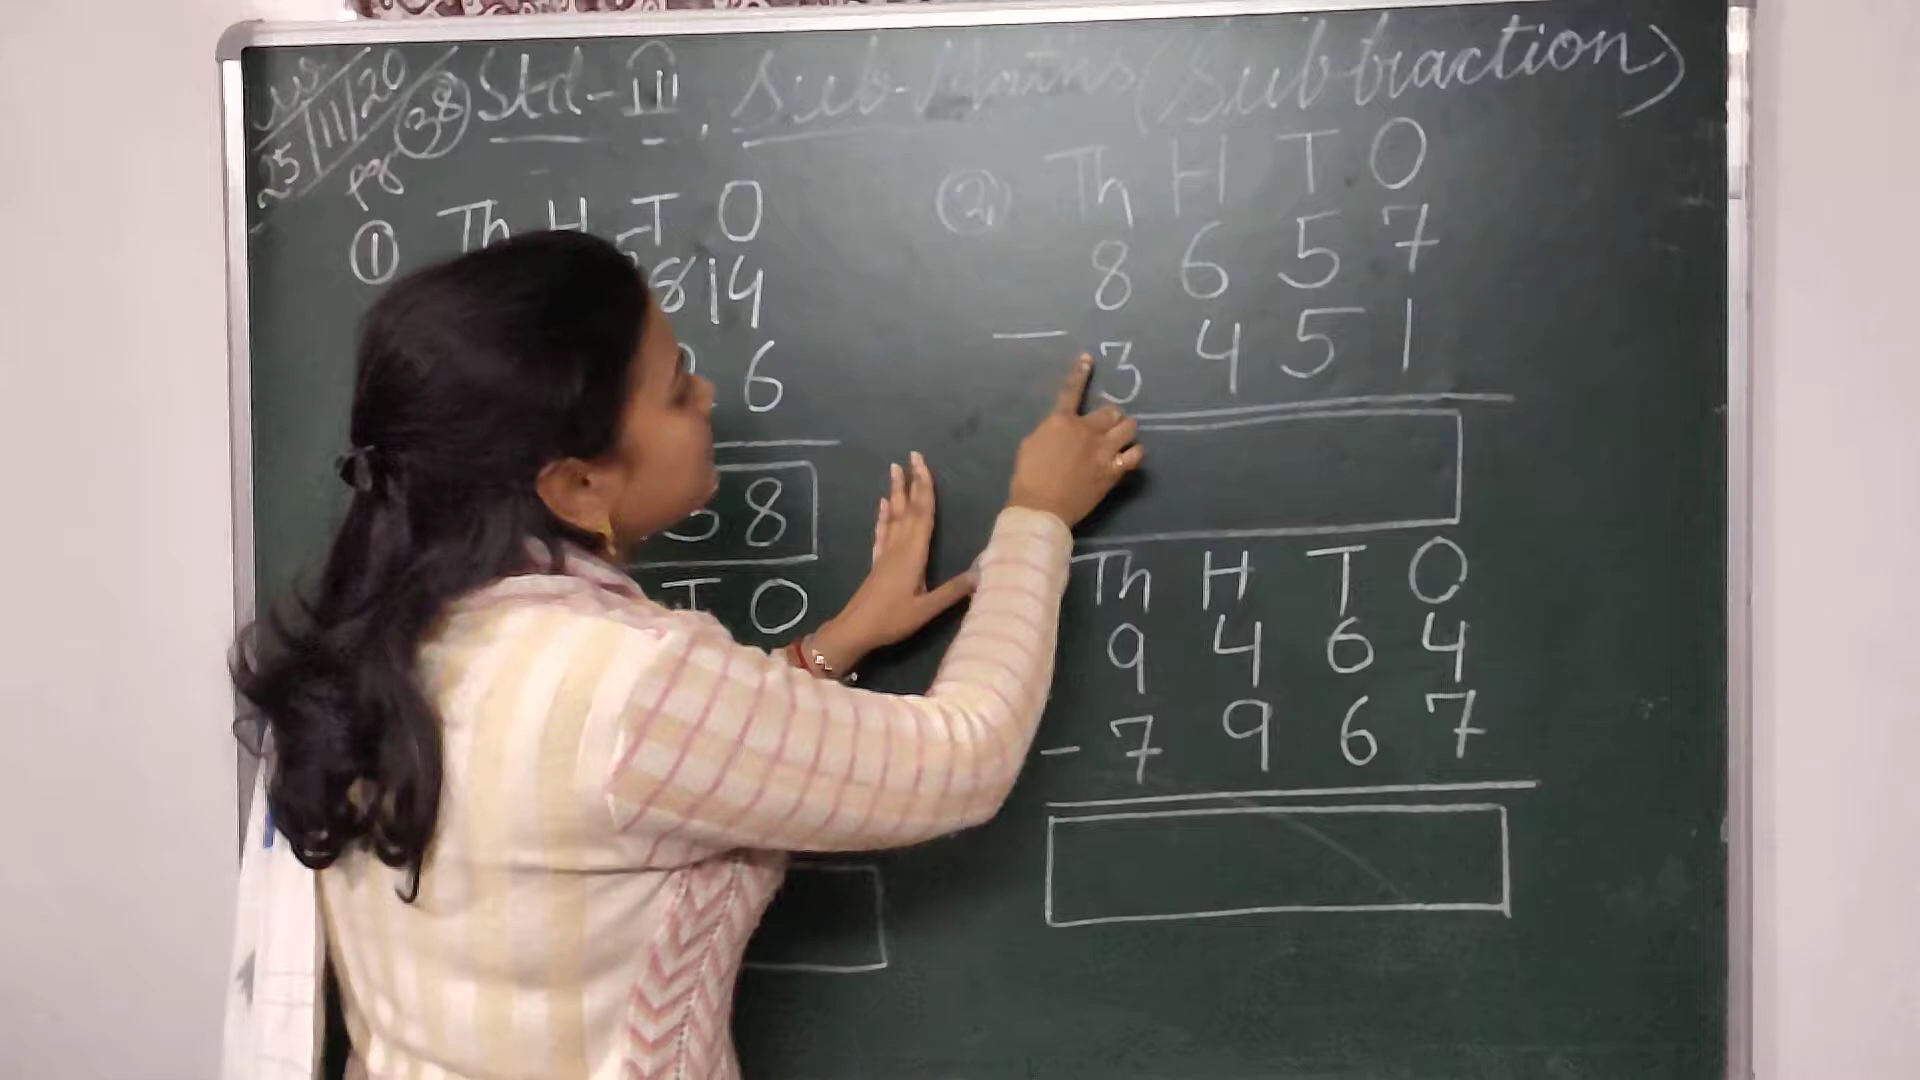 25/11/20 38 Std-III, Sub-Maths (Subtraction)
①
Th H T O
8 14
6
8
T O
②
Th H T O
8 6 5 7
- 3 4 5 1
Th H T O
9 4 6 4
- 7 9 6 7